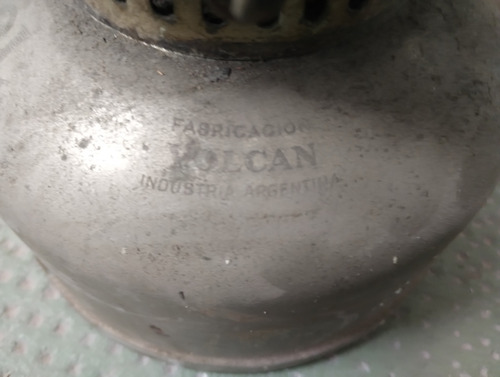 FABRICACION
VOLCAN
INDUSTRIA ARGENTINA